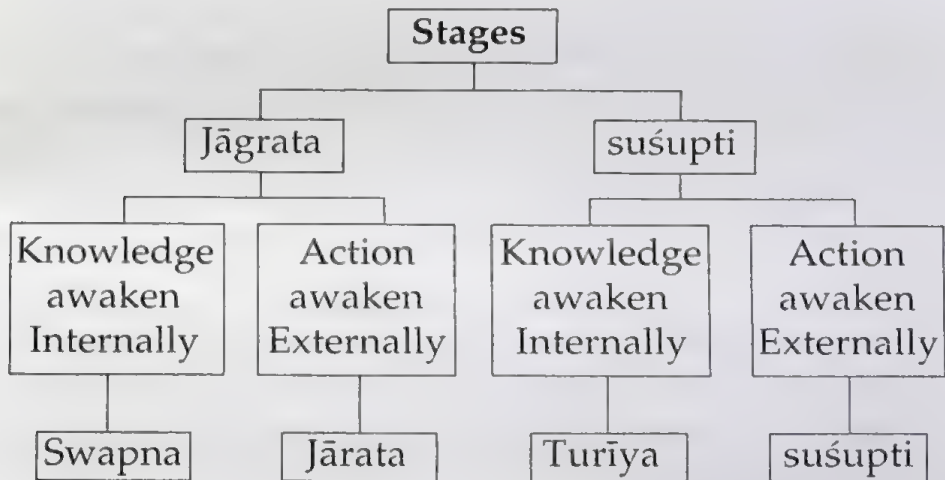 Stages
Jāgrata
suśupti
Knowledge
awaken
Internally
Action
awaken
Externally
Knowledge
awaken
Internally
Action
awaken
Externally
Swapna
Jārata
Turīya
suśupti